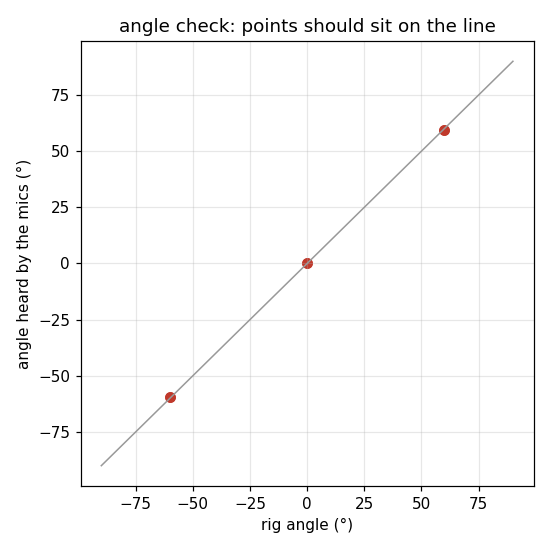 angle check: points should sit on the line
75
50
25
0
−25
−50
−75
angle heard by the mics (°)
−75 −50 −25 0 25 50 75
rig angle (°)